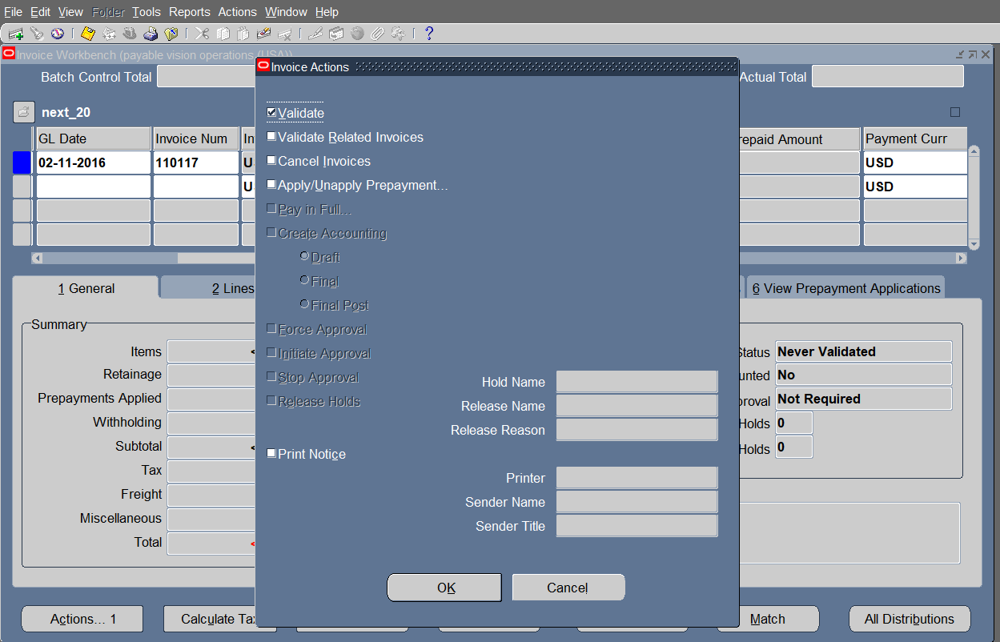 File Edit View Folder Tools Reports Actions Window Help
Invoice Workbench (payable vision operations (USA))
Invoice Actions
Batch Control Total
Actual Total
next_20
GL Date Invoice Num In repaid Amount Payment Curr
02-11-2016 110117 U USD
U USD
Validate
Validate Related Invoices
Cancel Invoices
Apply/Unapply Prepayment...
Pay in Full...
Create Accounting
Draft
Final
Final Post
Force Approval
Initiate Approval
Stop Approval
Release Holds
Hold Name
Release Name
Release Reason
Print Notice
Printer
Sender Name
Sender Title
OK Cancel
1 General 2 Lines 6 View Prepayment Applications
Summary
Items <
Retainage
Prepayments Applied
Withholding
Subtotal <
Tax
Freight
Miscellaneous
Total <
Status Never Validated
unted No
proval Not Required
Holds 0
Holds 0
Actions... 1 Calculate Tax Match All Distributions